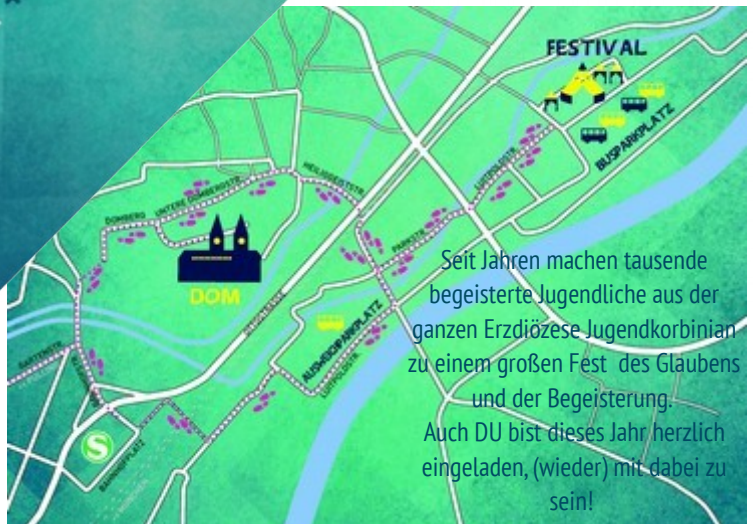 FESTIVAL
BUSPARKPLATZ
LUITPOLDSTR
HEILIGGEISTSTR
UNTERE DOMBERGSTR.
DOMBERG
PARKSTR.
DOM
AUSWEICHPARKPLATZ
LUITPOLDSTR
BAHNHOFPLATZ
S
Seit Jahren machen tausende
begeisterte Jugendliche aus der
ganzen Erzdiözese Jugendkorbinian
zu einem großen Fest des Glaubens
und der Begeisterung.
Auch DU bist dieses Jahr herzlich
eingeladen, (wieder) mit dabei zu
sein!